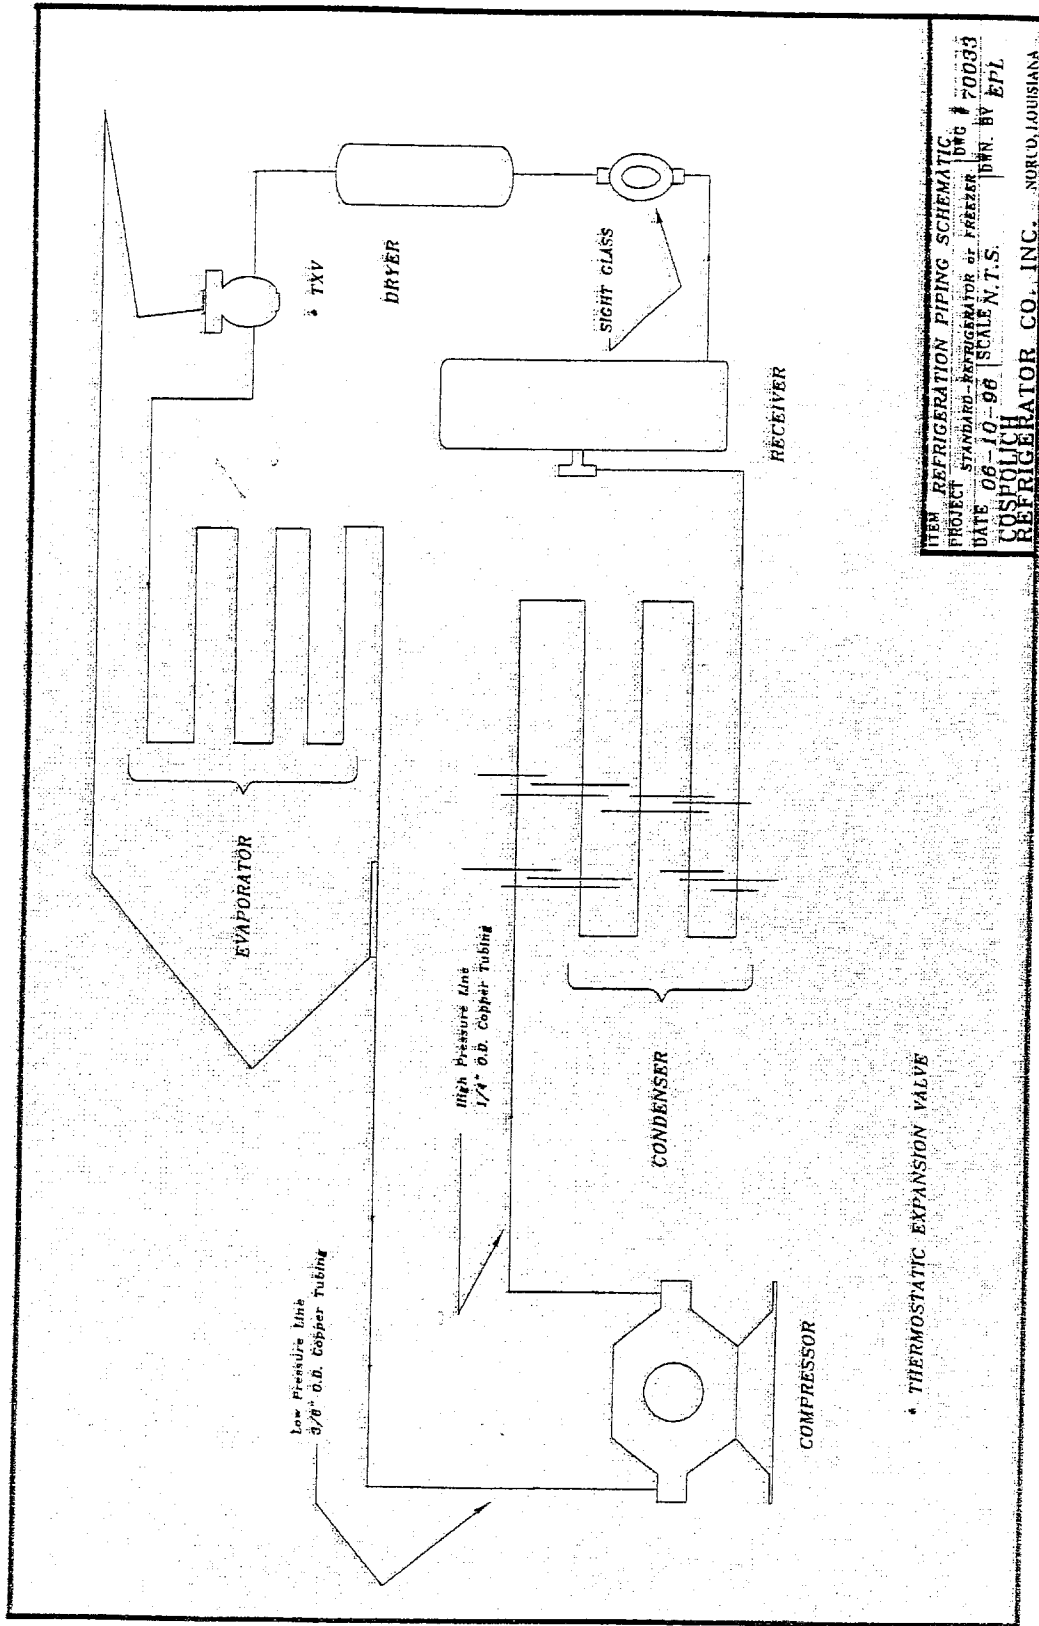 * TXV
DRYER
SIGHT GLASS
RECEIVER
EVAPORATOR
High Pressure Line
1/4" O.D. Copper Tubing
CONDENSER
Low Pressure Line
3/8" O.D. Copper Tubing
COMPRESSOR
* THERMOSTATIC EXPANSION VALVE
ITEM REFRIGERATION PIPING SCHEMATIC
PROJECT STANDARD-REFRIGERATOR or FREEZER DWG # 70033
DATE 06-10-96 SCALE N.T.S. DWN. BY EPL
COSPOLICH
REFRIGERATOR CO. INC. NORCO, LOUISIANA